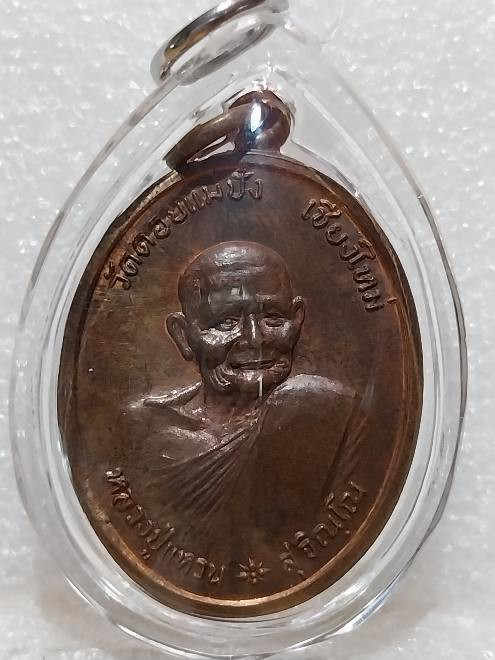 วัดดอยแม่ปั๋ง เชียงใหม่
หลวงปู่แหวน สุจิณฺโณ